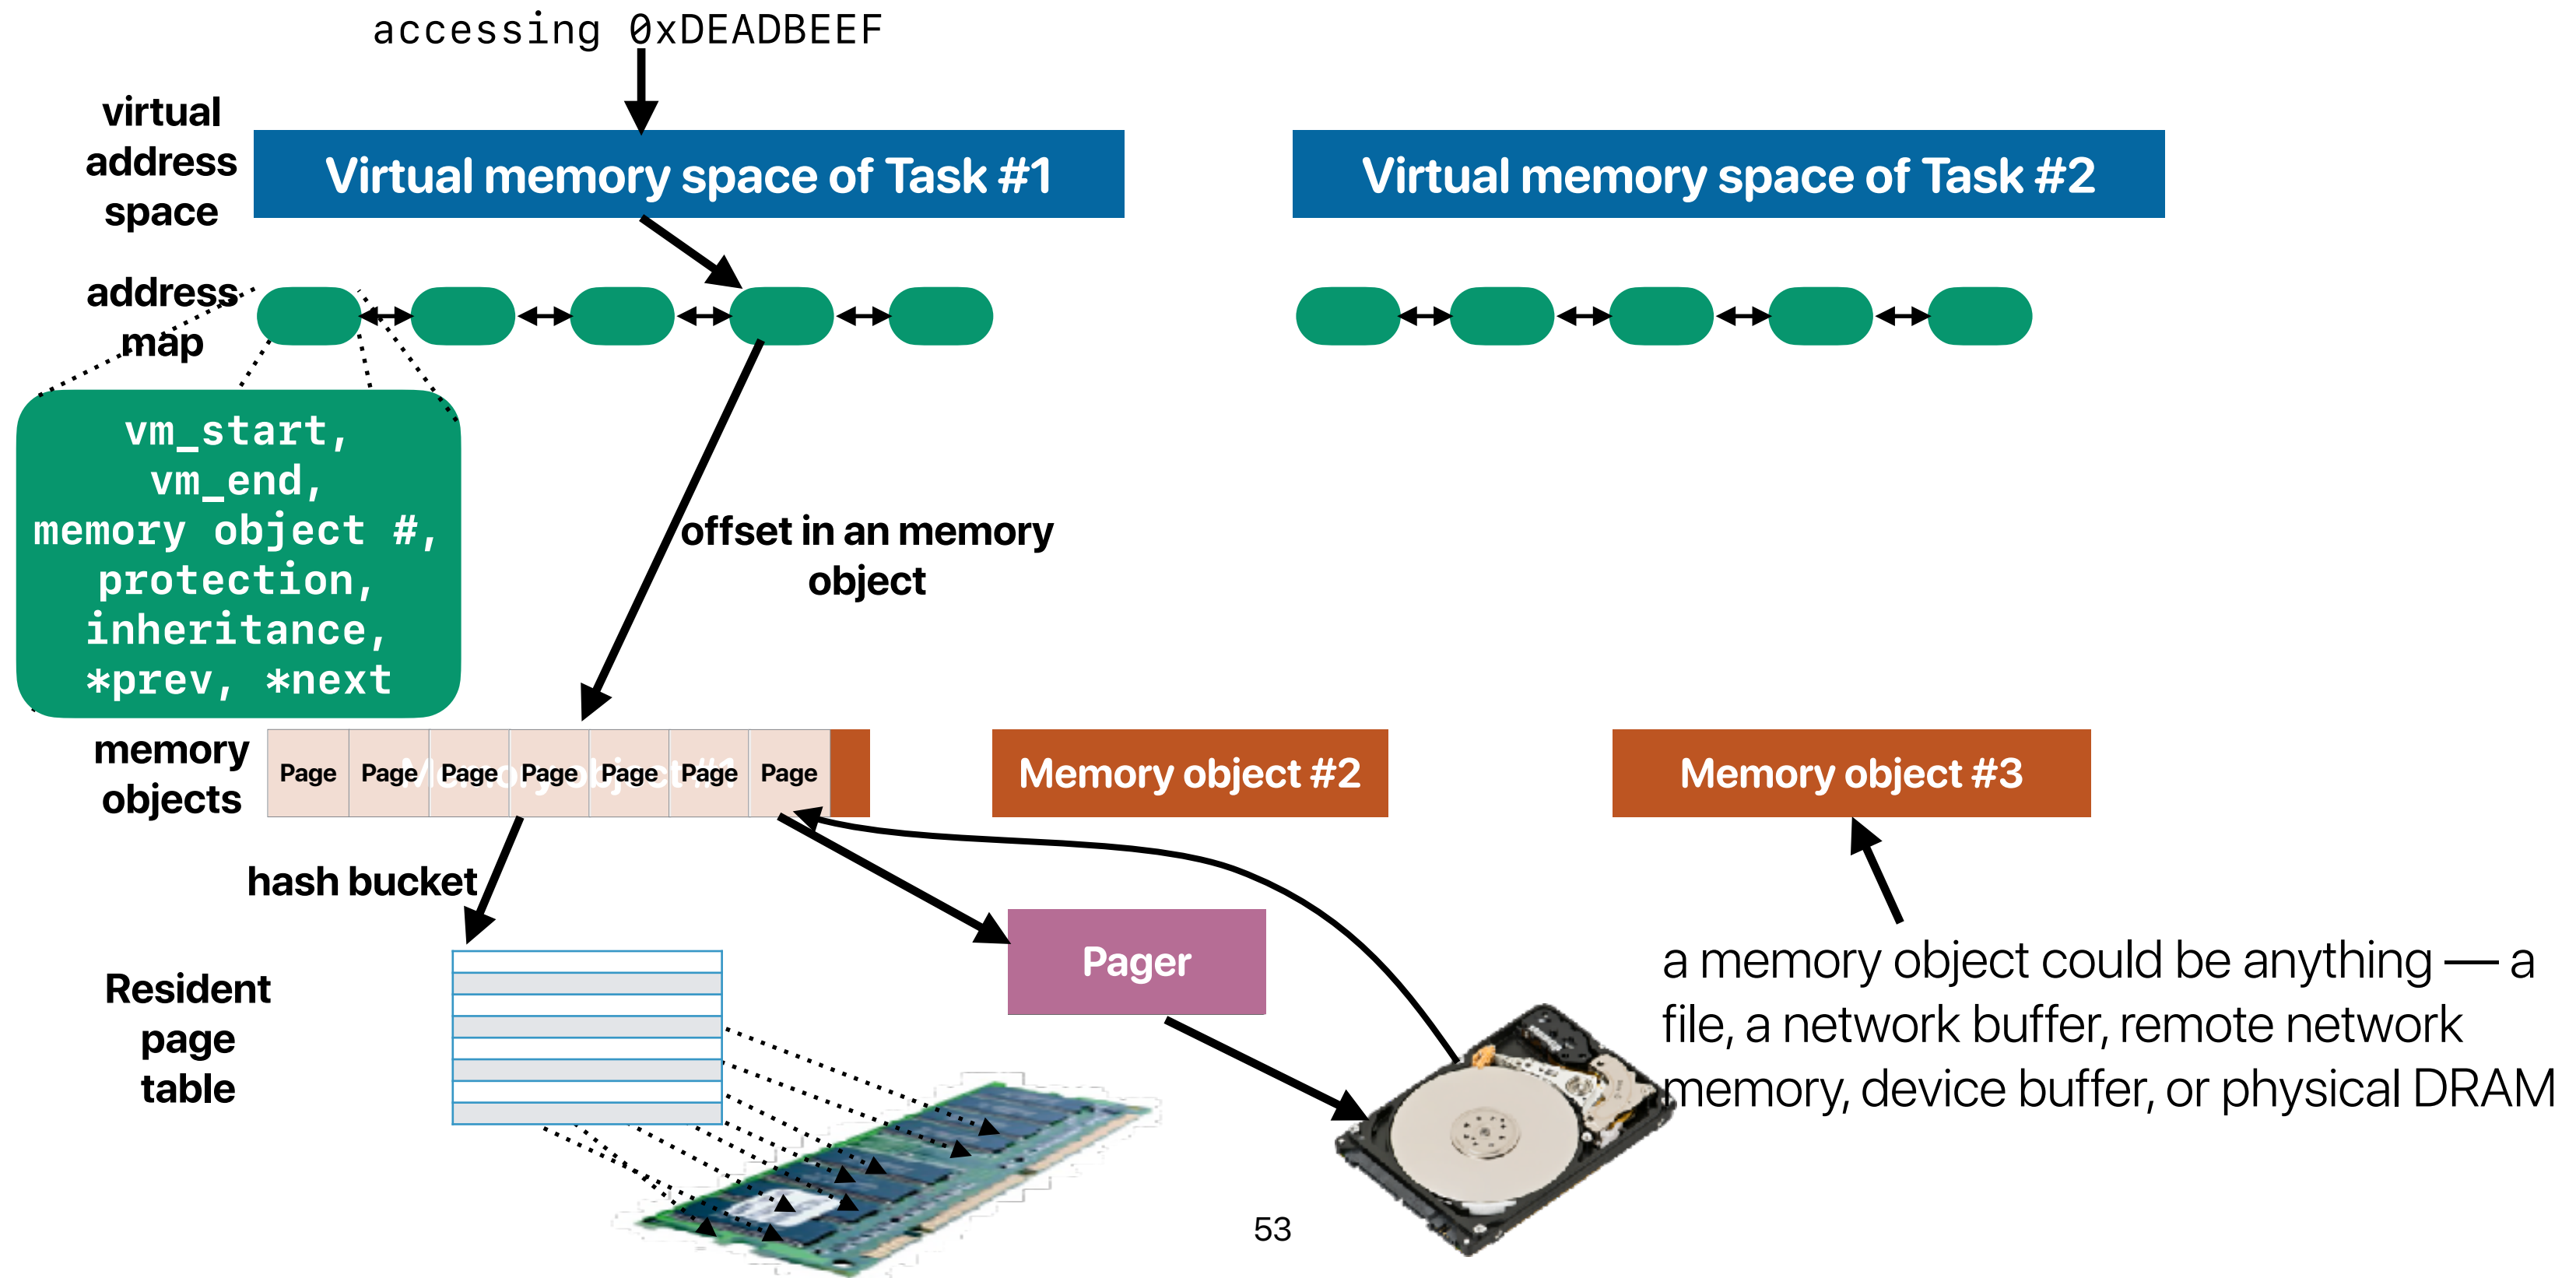 accessing 0xDEADBEEF
virtual
address
space
Virtual memory space of Task #1
Virtual memory space of Task #2
address
map
vm_start,
vm_end,
memory object #,
protection,
inheritance,
*prev, *next
offset in an memory
object
memory
objects
Page Page Page Page Page Page Page
Memory object #1
Memory object #2
Memory object #3
hash bucket
Resident
page
table
Pager
a memory object could be anything — a
file, a network buffer, remote network
memory, device buffer, or physical DRAM
53